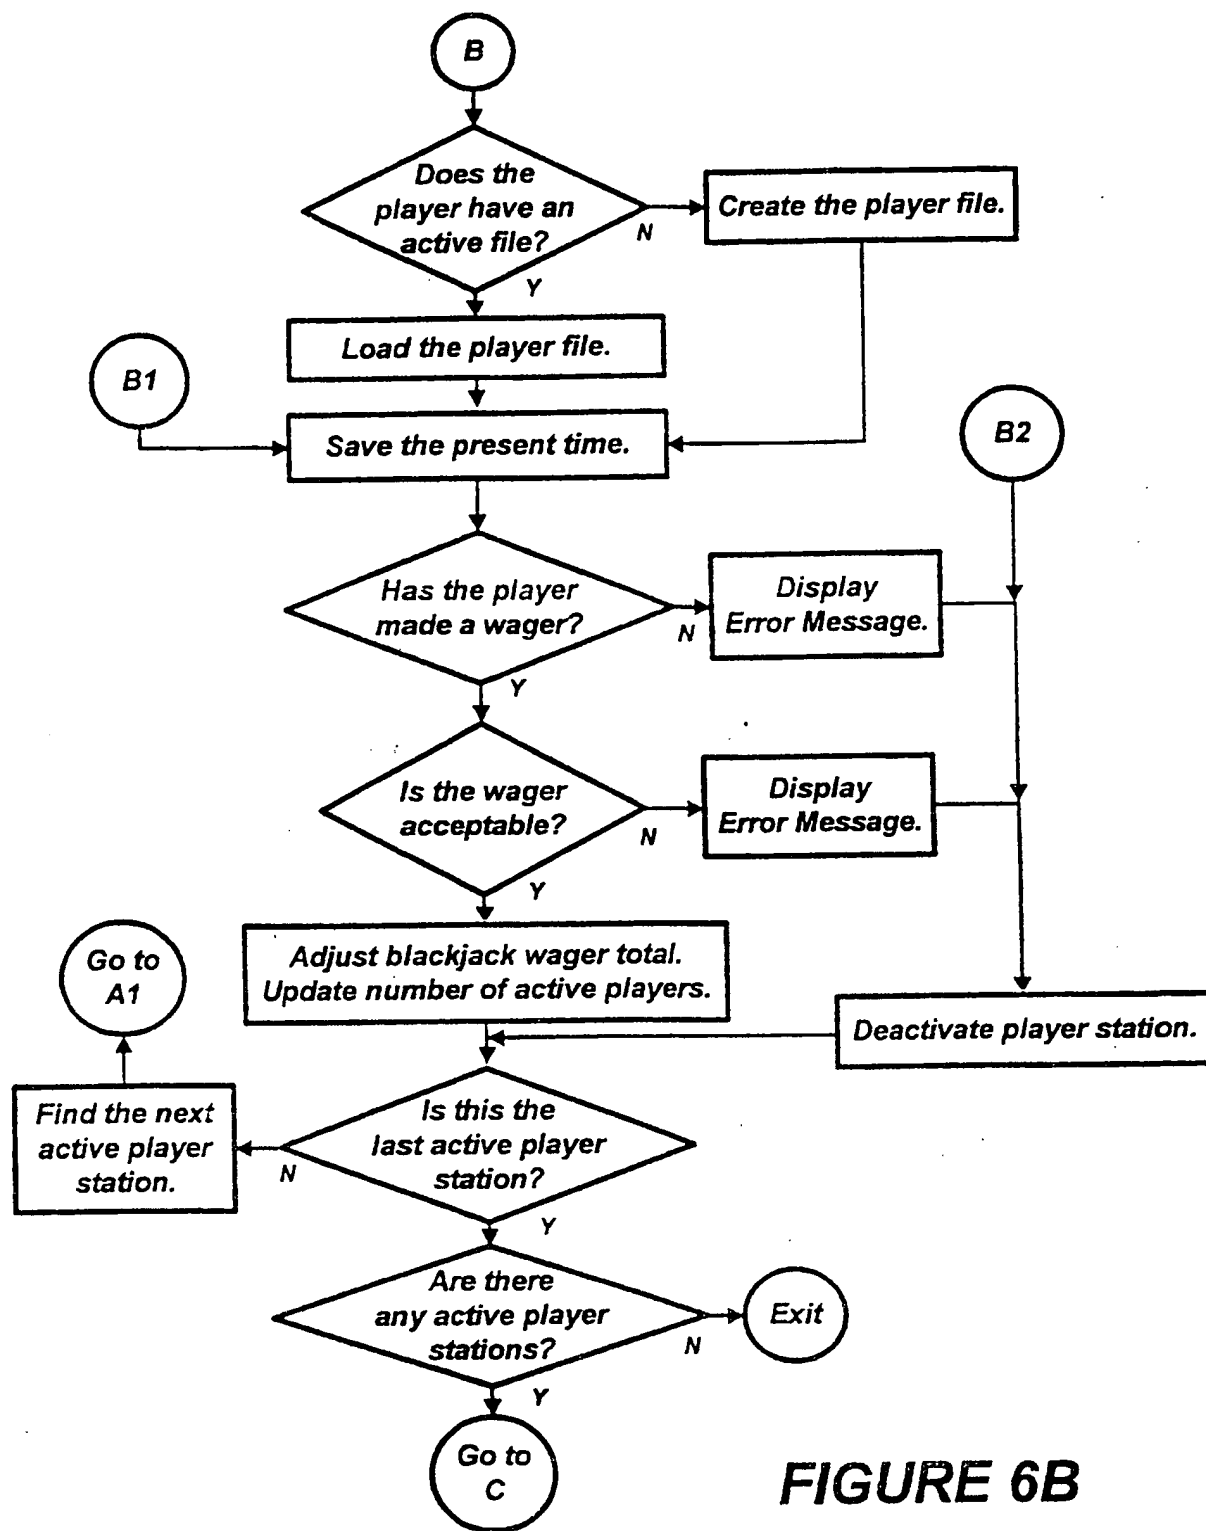 B
Does the
player have an
active file?
N
Create the player file.
Y
Load the player file.
B1
B2
Save the present time.
Has the player
made a wager?
N
Display
Error Message.
Y
Is the wager
acceptable?
N
Display
Error Message.
Y
Go to
A1
Adjust blackjack wager total.
Update number of active players.
Deactivate player station.
Find the next
active player
station.
N
Is this the
last active player
station?
Y
Are there
any active player
stations?
N
Exit
Y
Go to
C
FIGURE 6B